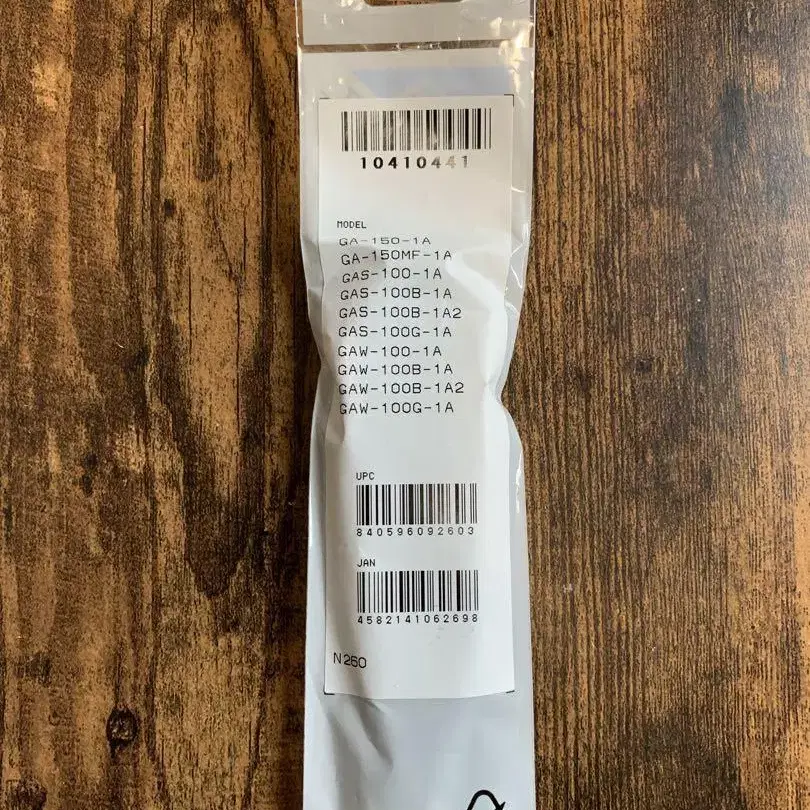 10410441
MODEL
GA-150-1A
GA-150MF-1A
GAS-100-1A
GAS-100B-1A
GAS-100B-1A2
GAS-100G-1A
GAW-100-1A
GAW-100B-1A
GAW-100B-1A2
GAW-100G-1A
UPC
840596092603
JAN
4582141062698
N260